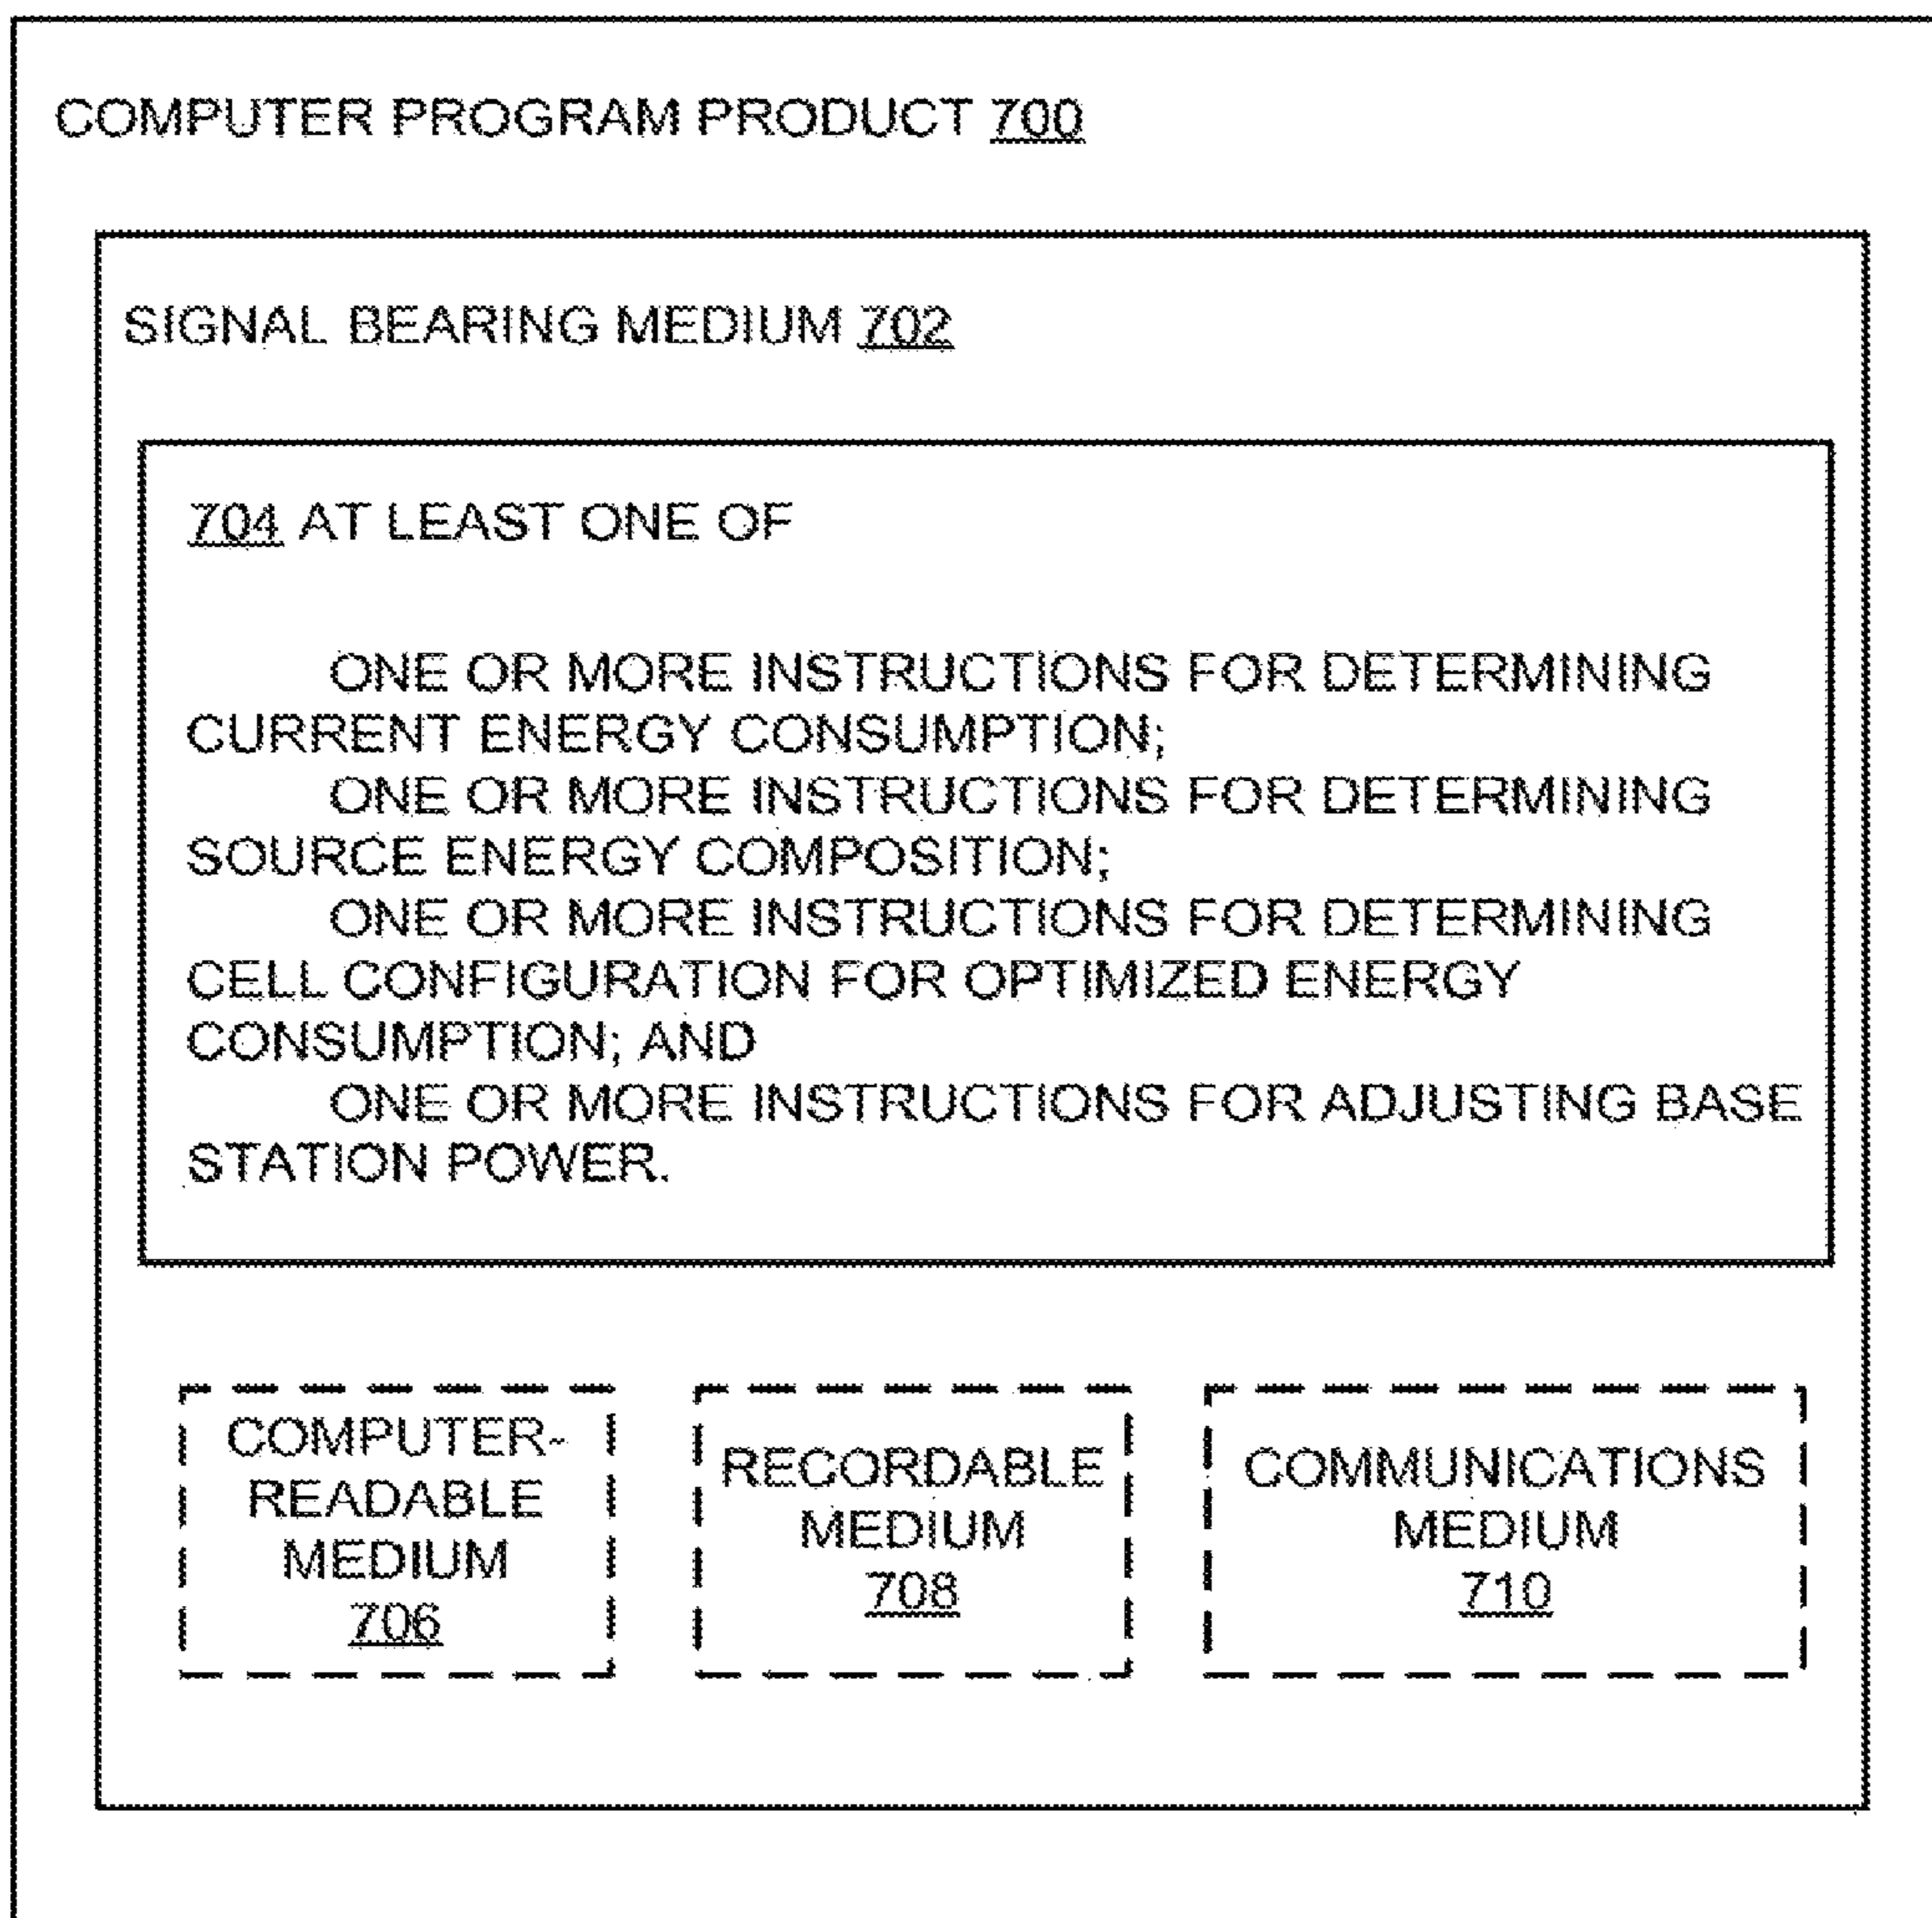 COMPUTER PROGRAM PRODUCT 700
SIGNAL BEARING MEDIUM 702
704 AT LEAST ONE OF
ONE OR MORE INSTRUCTIONS FOR DETERMINING
CURRENT ENERGY CONSUMPTION;
ONE OR MORE INSTRUCTIONS FOR DETERMINING
SOURCE ENERGY COMPOSITION;
ONE OR MORE INSTRUCTIONS FOR DETERMINING
CELL CONFIGURATION FOR OPTIMIZED ENERGY
CONSUMPTION; AND
ONE OR MORE INSTRUCTIONS FOR ADJUSTING BASE
STATION POWER.
COMPUTER-
READABLE
MEDIUM
706
RECORDABLE
MEDIUM
708
COMMUNICATIONS
MEDIUM
710